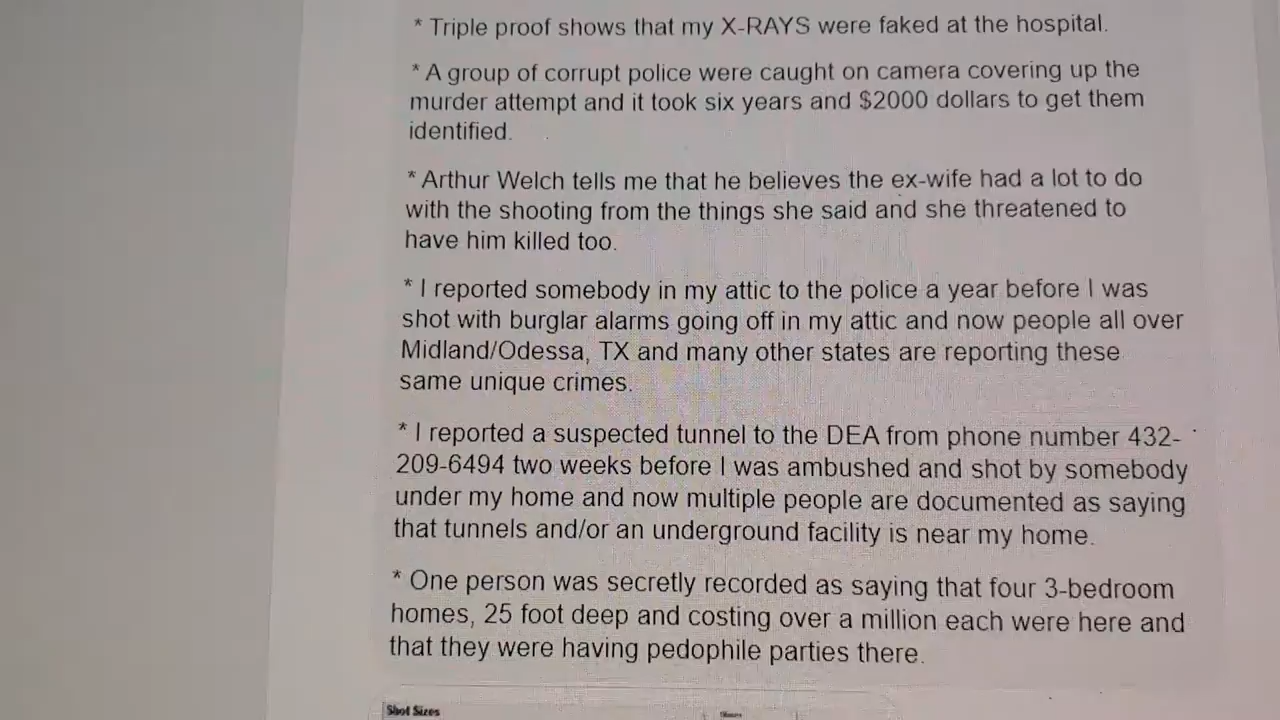 * Triple proof shows that my X-RAYS were faked at the hospital.
* A group of corrupt police were caught on camera covering up the
murder attempt and it took six years and $2000 dollars to get them
identified.
* Arthur Welch tells me that he believes the ex-wife had a lot to do
with the shooting from the things she said and she threatened to
have him killed too.
* I reported somebody in my attic to the police a year before I was
shot with burglar alarms going off in my attic and now people all over
Midland/Odessa, TX and many other states are reporting these
same unique crimes.
* I reported a suspected tunnel to the DEA from phone number 432-
209-6494 two weeks before I was ambushed and shot by somebody
under my home and now multiple people are documented as saying
that tunnels and/or an underground facility is near my home.
* One person was secretly recorded as saying that four 3-bedroom
homes, 25 foot deep and costing over a million each were here and
that they were having pedophile parties there.
Shot Sizes